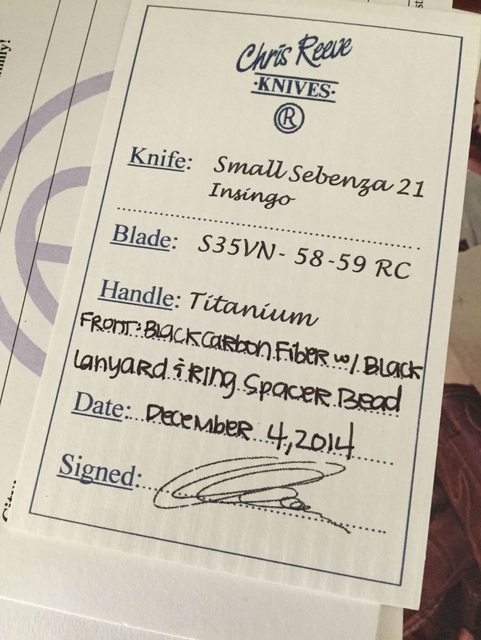 Chris Reeve
·KNIVES·
R
Knife: Small Sebenza 21
Insingo
Blade: S35VN - 58-59 RC
Handle: Titanium
Front: Black Carbon Fiber w/ Black
Lanyard & Ring Spacer Bead
Date: December 4, 2014
Signed: